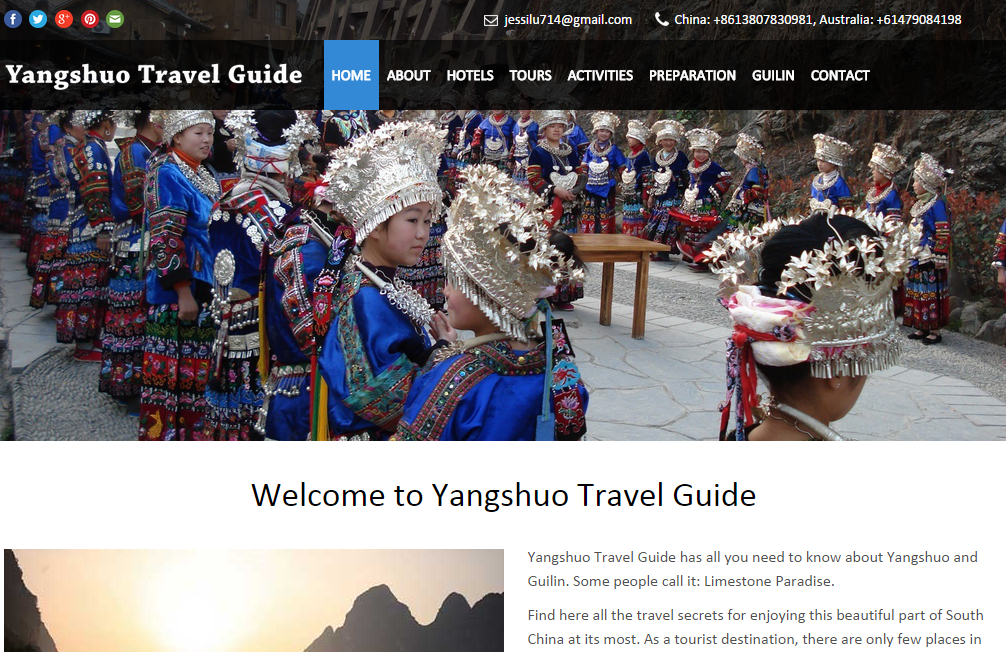 jessilu714@gmail.com China: +8613807830981, Australia: +61479084198
Yangshuo Travel Guide HOME ABOUT HOTELS TOURS ACTIVITIES PREPARATION GUILIN CONTACT
Welcome to Yangshuo Travel Guide
Yangshuo Travel Guide has all you need to know about Yangshuo and
Guilin. Some people call it: Limestone Paradise.
Find here all the travel secrets for enjoying this beautiful part of South
China at its most. As a tourist destination, there are only few places in